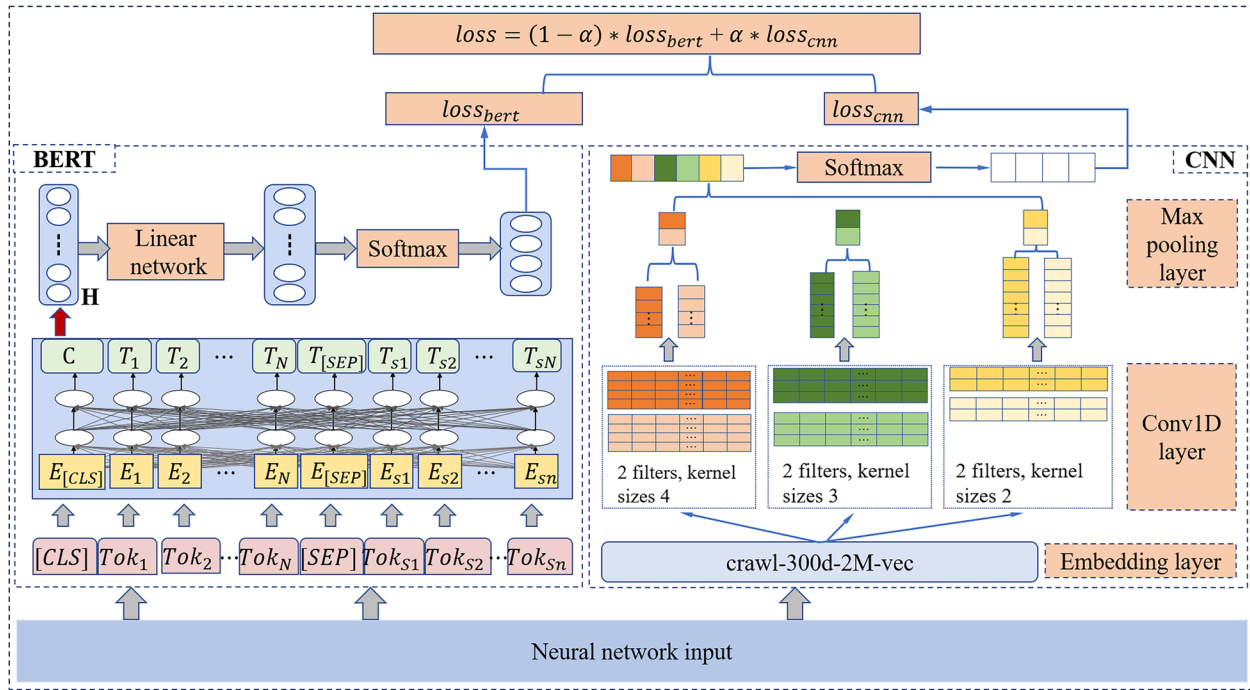 loss = (1 − α) ∗ loss_bert + α ∗ loss_cnn
loss_bert
loss_cnn
BERT
CNN
Softmax
Linear
network
Softmax
H
Max
pooling
layer
C T_1 T_2 ⋯ T_N T_[SEP] T_s1 T_s2 ⋯ T_sN
E_[CLS] E_1 E_2 ⋯ E_N E_[SEP] E_s1 E_s2 ⋯ E_sn
Conv1D
layer
2 filters, kernel
sizes 4
2 filters, kernel
sizes 3
2 filters, kernel
sizes 2
[CLS] Tok_1 Tok_2 ⋯ Tok_N [SEP] Tok_S1 Tok_S2 ⋯ Tok_Sn
crawl-300d-2M-vec
Embedding layer
Neural network input